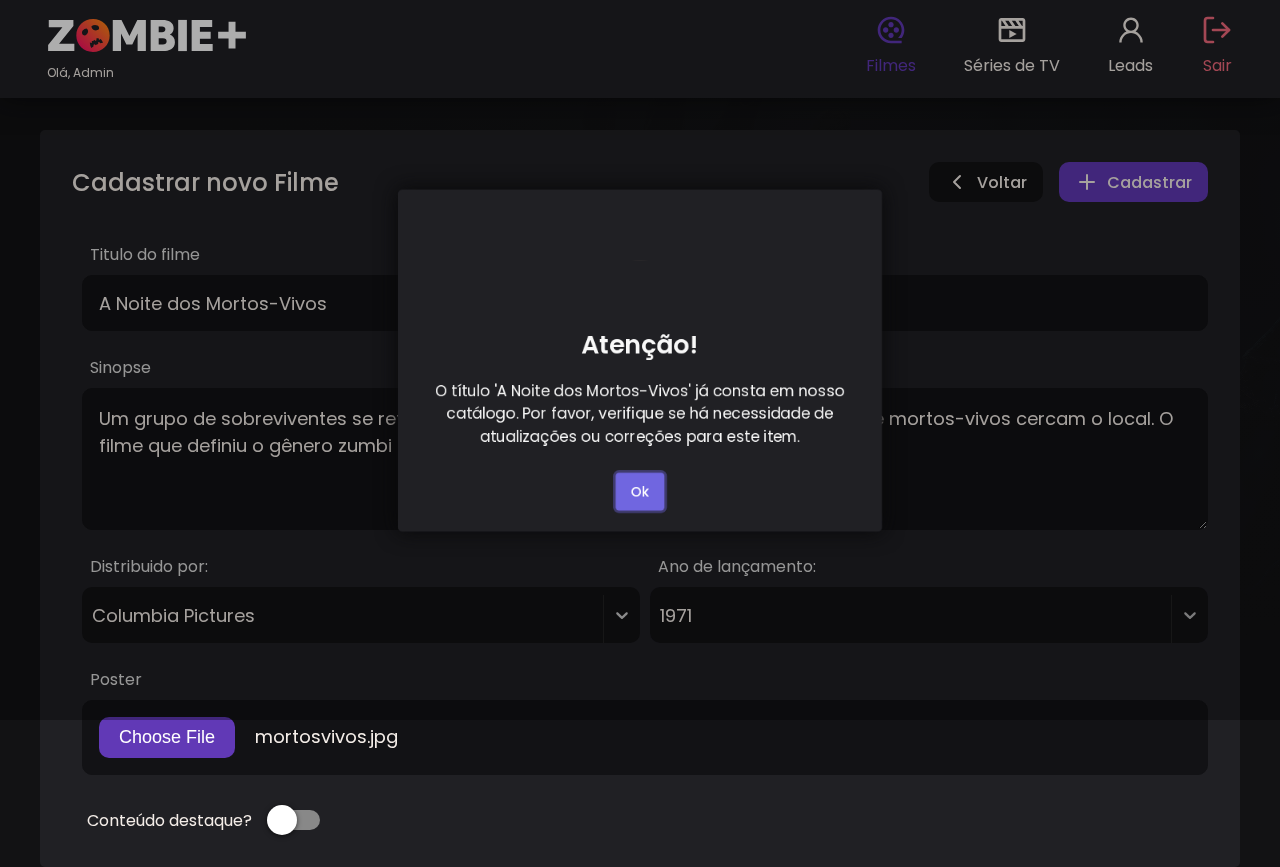 ZOMBIE+
Olá, Admin
Filmes
Séries de TV
Leads
Sair
Cadastrar novo Filme
Voltar
Cadastrar
Titulo do filme
A Noite dos Mortos-Vivos
Sinopse
Um grupo de sobreviventes se re
mortos-vivos cercam o local. O
filme que definiu o gênero zumbi
Atenção!
O título 'A Noite dos Mortos-Vivos' já consta em nosso
catálogo. Por favor, verifique se há necessidade de
atualizações ou correções para este item.
Ok
Distribuido por:
Ano de lançamento:
Columbia Pictures
1971
Poster
Choose File
mortosvivos.jpg
Conteúdo destaque?